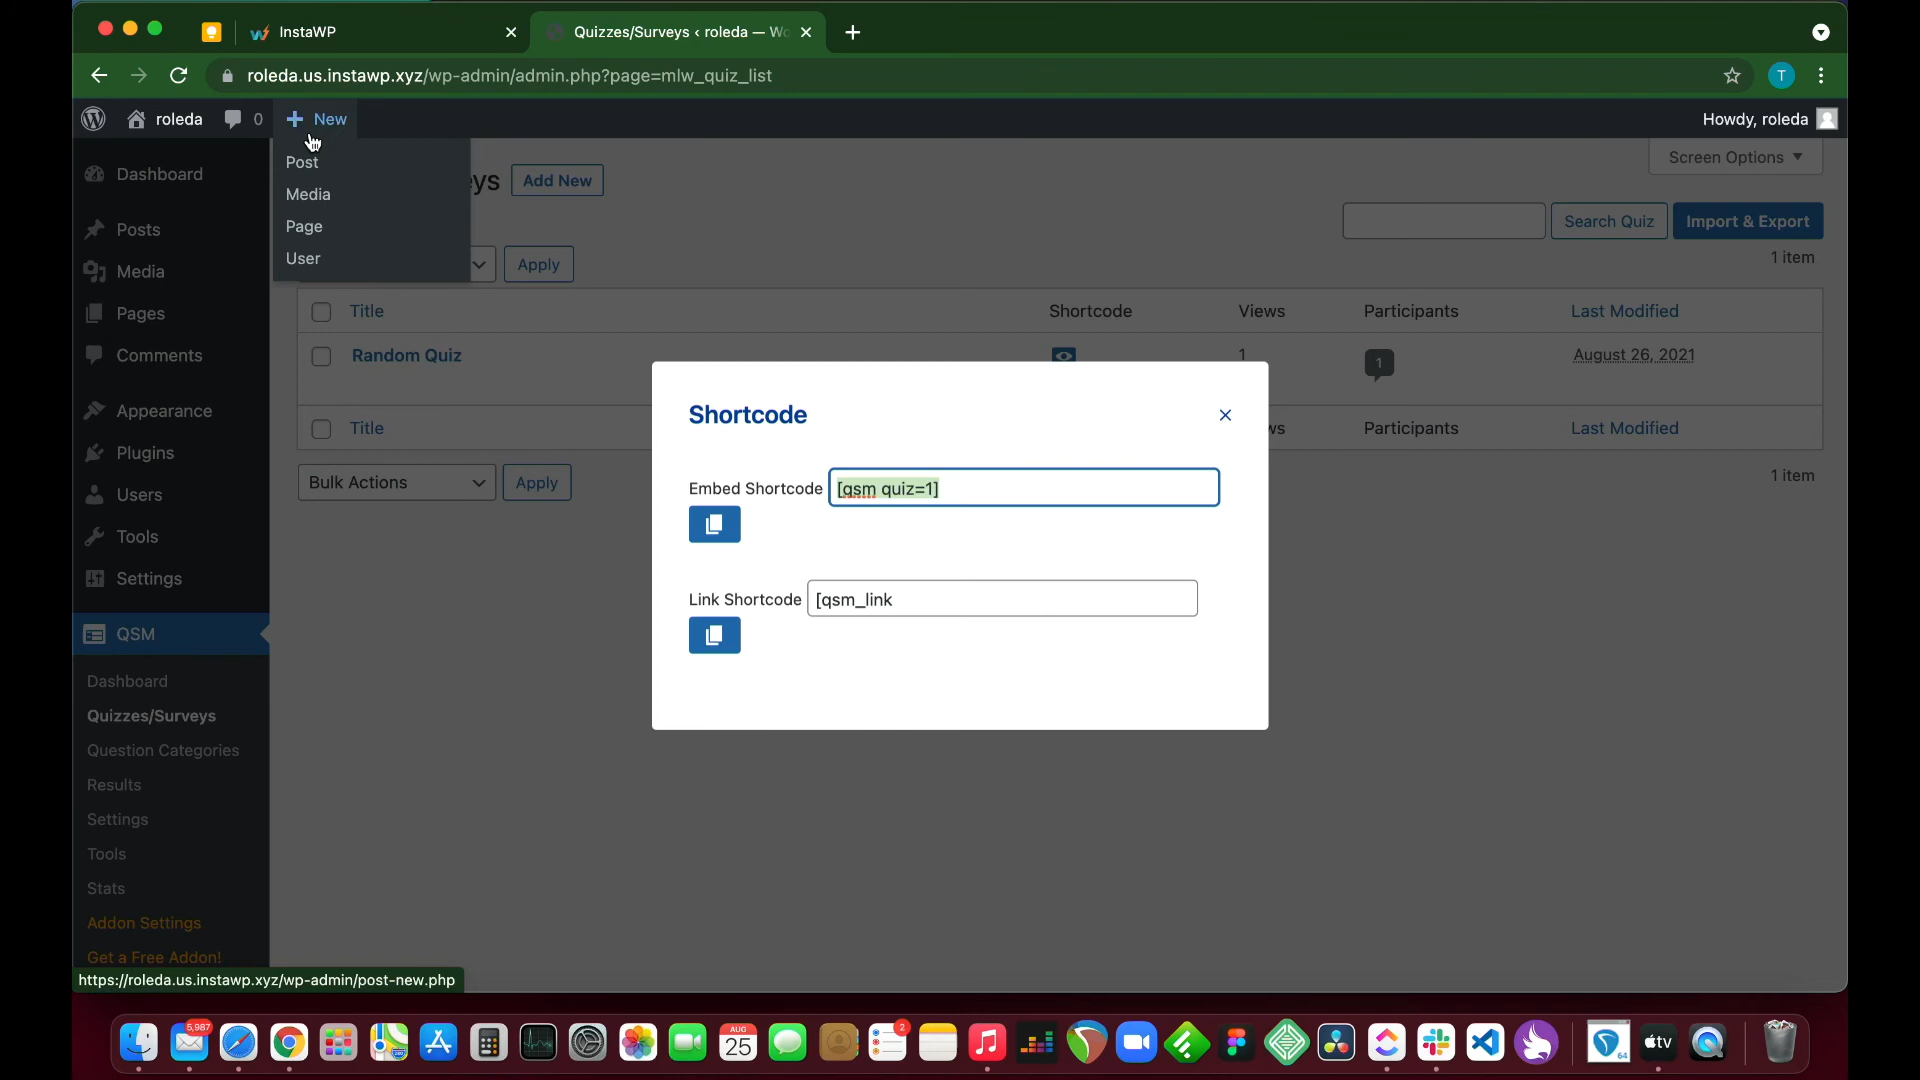 InstaWP
Quizzes/Surveys ‹ roleda — Wo
roleda.us.instawp.xyz/wp-admin/admin.php?page=mlw_quiz_list
T
roleda
0
New
Howdy, roleda
Post
Media
Page
User
ys
Add New
Screen Options
Search Quiz
Import & Export
Apply
1 item
Dashboard
Posts
Media
Pages
Comments
Appearance
Plugins
Users
Tools
Settings
QSM
Dashboard
Quizzes/Surveys
Question Categories
Results
Settings
Tools
Stats
Addon Settings
Get a Free Addon!
Title
Shortcode
Views
Participants
Last Modified
Random Quiz
1
1
August 26, 2021
Title
ws
Participants
Last Modified
Bulk Actions
Apply
1 item
Shortcode
Embed Shortcode
[qsm quiz=1]
Link Shortcode
[qsm_link
https://roleda.us.instawp.xyz/wp-admin/post-new.php
5,987
AUG
25
2
64
tv